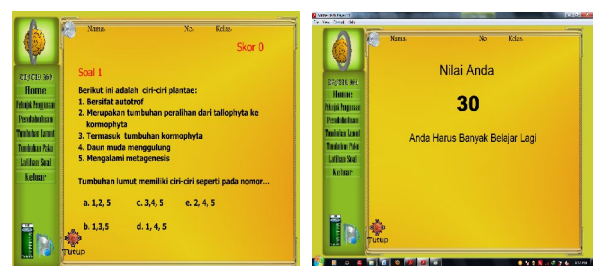 Nama: No Kelas:
Skor 0
Soal 1
Berikut ini adalah ciri-ciri plantae:
1. Bersifat autotrof
2. Merupakan tumbuhan peralihan dari tallophyta ke
kormophyta
3. Termasuk tumbuhan kormophyta
4. Daun muda menggulung
5. Mengalami metagenesis
Tumbuhan lumut memiliki ciri-ciri seperti pada nomor...
a. 1,2, 5 c. 3,4, 5 e. 2, 4, 5
b. 1,3,5 d. 1, 4, 5
Home
Pendahuluan
Tumbuhan Lumut
Tumbuhan Paku
Latihan Soal
Keluar
Tutup
Nama: No Kelas:
Nilai Anda
30
Anda Harus Banyak Belajar Lagi
Home
Pendahuluan
Tumbuhan Lumut
Tumbuhan Paku
Latihan Soal
Keluar
Tutup